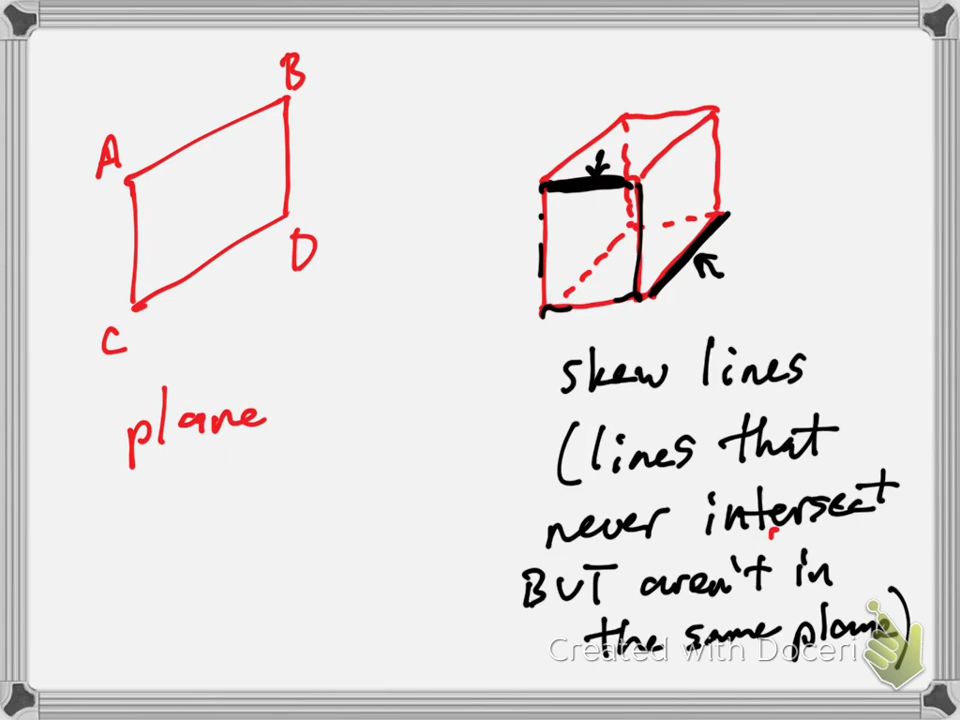 B
A
D
C
plane
skew lines
(lines that
never intersect
BUT aren't in
the same plane)
Created with Doceri